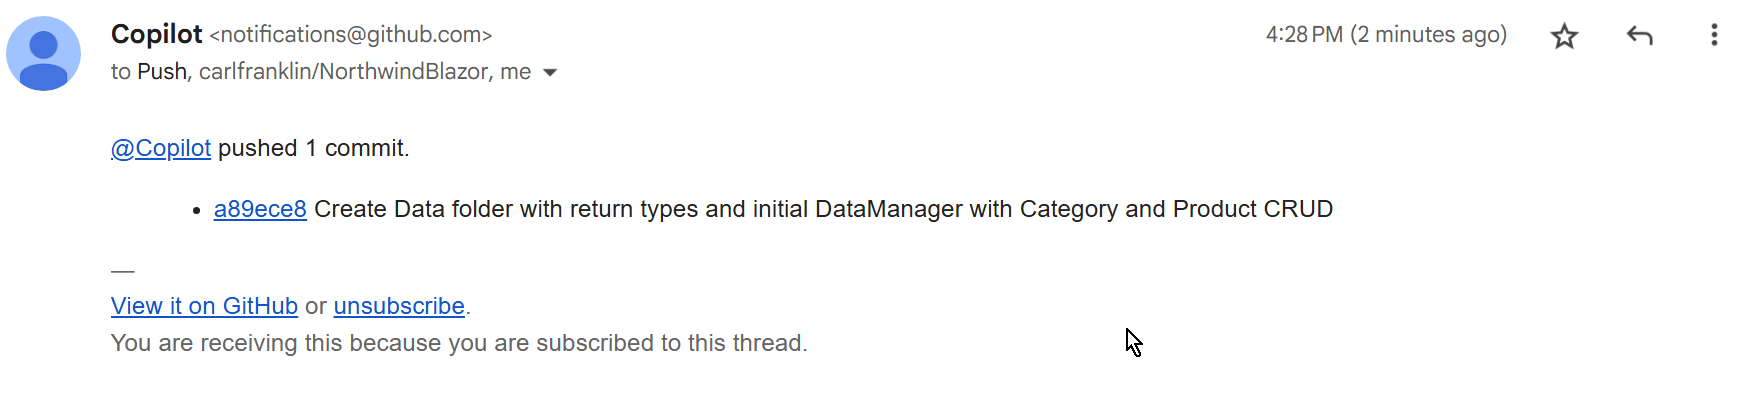 Copilot <notifications@github.com> 4:28 PM (2 minutes ago)
to Push, carlfranklin/NorthwindBlazor, me
@Copilot pushed 1 commit.
• a89ece8 Create Data folder with return types and initial DataManager with Category and Product CRUD
—
View it on GitHub or unsubscribe.
You are receiving this because you are subscribed to this thread.